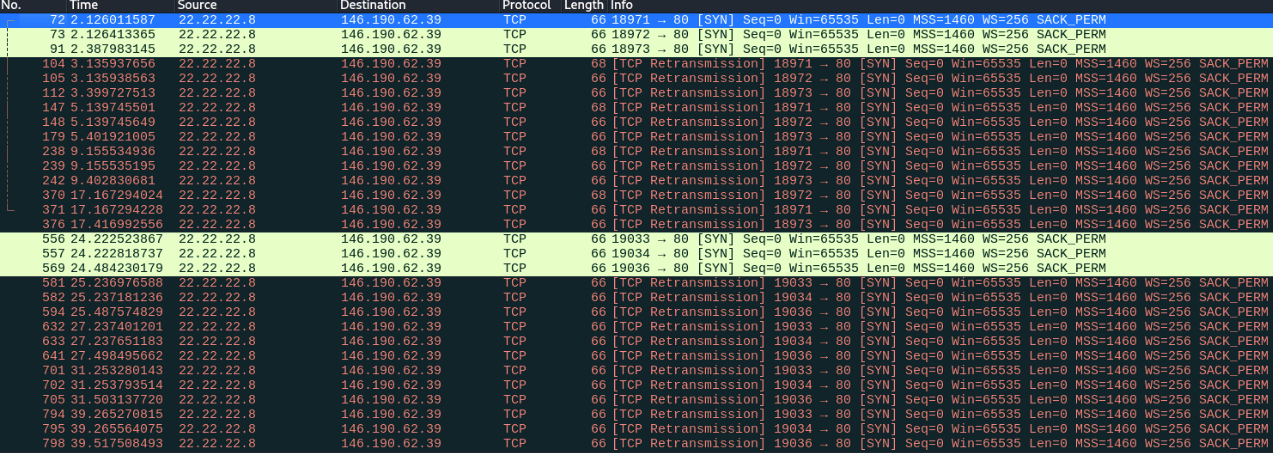 No. Time Source Destination Protocol Length Info
72 2.126011587 22.22.22.8 146.190.62.39 TCP 66 18971 → 80 [SYN] Seq=0 Win=65535 Len=0 MSS=1460 WS=256 SACK_PERM
73 2.126413365 22.22.22.8 146.190.62.39 TCP 66 18972 → 80 [SYN] Seq=0 Win=65535 Len=0 MSS=1460 WS=256 SACK_PERM
91 2.387983145 22.22.22.8 146.190.62.39 TCP 66 18973 → 80 [SYN] Seq=0 Win=65535 Len=0 MSS=1460 WS=256 SACK_PERM
104 3.135937656 22.22.22.8 146.190.62.39 TCP 68 [TCP Retransmission] 18971 → 80 [SYN] Seq=0 Win=65535 Len=0 MSS=1460 WS=256 SACK_PERM
105 3.135938563 22.22.22.8 146.190.62.39 TCP 66 [TCP Retransmission] 18972 → 80 [SYN] Seq=0 Win=65535 Len=0 MSS=1460 WS=256 SACK_PERM
112 3.399727513 22.22.22.8 146.190.62.39 TCP 66 [TCP Retransmission] 18973 → 80 [SYN] Seq=0 Win=65535 Len=0 MSS=1460 WS=256 SACK_PERM
147 5.139745501 22.22.22.8 146.190.62.39 TCP 68 [TCP Retransmission] 18971 → 80 [SYN] Seq=0 Win=65535 Len=0 MSS=1460 WS=256 SACK_PERM
148 5.139745649 22.22.22.8 146.190.62.39 TCP 66 [TCP Retransmission] 18972 → 80 [SYN] Seq=0 Win=65535 Len=0 MSS=1460 WS=256 SACK_PERM
179 5.401921005 22.22.22.8 146.190.62.39 TCP 66 [TCP Retransmission] 18973 → 80 [SYN] Seq=0 Win=65535 Len=0 MSS=1460 WS=256 SACK_PERM
238 9.155534936 22.22.22.8 146.190.62.39 TCP 68 [TCP Retransmission] 18971 → 80 [SYN] Seq=0 Win=65535 Len=0 MSS=1460 WS=256 SACK_PERM
239 9.155535195 22.22.22.8 146.190.62.39 TCP 66 [TCP Retransmission] 18972 → 80 [SYN] Seq=0 Win=65535 Len=0 MSS=1460 WS=256 SACK_PERM
242 9.402830681 22.22.22.8 146.190.62.39 TCP 66 [TCP Retransmission] 18973 → 80 [SYN] Seq=0 Win=65535 Len=0 MSS=1460 WS=256 SACK_PERM
370 17.167294024 22.22.22.8 146.190.62.39 TCP 68 [TCP Retransmission] 18972 → 80 [SYN] Seq=0 Win=65535 Len=0 MSS=1460 WS=256 SACK_PERM
371 17.167294228 22.22.22.8 146.190.62.39 TCP 66 [TCP Retransmission] 18971 → 80 [SYN] Seq=0 Win=65535 Len=0 MSS=1460 WS=256 SACK_PERM
376 17.416992556 22.22.22.8 146.190.62.39 TCP 66 [TCP Retransmission] 18973 → 80 [SYN] Seq=0 Win=65535 Len=0 MSS=1460 WS=256 SACK_PERM
556 24.222523867 22.22.22.8 146.190.62.39 TCP 66 19033 → 80 [SYN] Seq=0 Win=65535 Len=0 MSS=1460 WS=256 SACK_PERM
557 24.222818737 22.22.22.8 146.190.62.39 TCP 66 19034 → 80 [SYN] Seq=0 Win=65535 Len=0 MSS=1460 WS=256 SACK_PERM
569 24.484230179 22.22.22.8 146.190.62.39 TCP 66 19036 → 80 [SYN] Seq=0 Win=65535 Len=0 MSS=1460 WS=256 SACK_PERM
581 25.236976588 22.22.22.8 146.190.62.39 TCP 66 [TCP Retransmission] 19033 → 80 [SYN] Seq=0 Win=65535 Len=0 MSS=1460 WS=256 SACK_PERM
582 25.237181236 22.22.22.8 146.190.62.39 TCP 66 [TCP Retransmission] 19034 → 80 [SYN] Seq=0 Win=65535 Len=0 MSS=1460 WS=256 SACK_PERM
594 25.487574829 22.22.22.8 146.190.62.39 TCP 66 [TCP Retransmission] 19036 → 80 [SYN] Seq=0 Win=65535 Len=0 MSS=1460 WS=256 SACK_PERM
632 27.237401201 22.22.22.8 146.190.62.39 TCP 66 [TCP Retransmission] 19033 → 80 [SYN] Seq=0 Win=65535 Len=0 MSS=1460 WS=256 SACK_PERM
633 27.237651183 22.22.22.8 146.190.62.39 TCP 66 [TCP Retransmission] 19034 → 80 [SYN] Seq=0 Win=65535 Len=0 MSS=1460 WS=256 SACK_PERM
641 27.498495662 22.22.22.8 146.190.62.39 TCP 66 [TCP Retransmission] 19036 → 80 [SYN] Seq=0 Win=65535 Len=0 MSS=1460 WS=256 SACK_PERM
701 31.253280143 22.22.22.8 146.190.62.39 TCP 66 [TCP Retransmission] 19033 → 80 [SYN] Seq=0 Win=65535 Len=0 MSS=1460 WS=256 SACK_PERM
702 31.253793514 22.22.22.8 146.190.62.39 TCP 66 [TCP Retransmission] 19034 → 80 [SYN] Seq=0 Win=65535 Len=0 MSS=1460 WS=256 SACK_PERM
705 31.503137720 22.22.22.8 146.190.62.39 TCP 66 [TCP Retransmission] 19036 → 80 [SYN] Seq=0 Win=65535 Len=0 MSS=1460 WS=256 SACK_PERM
794 39.265270815 22.22.22.8 146.190.62.39 TCP 66 [TCP Retransmission] 19033 → 80 [SYN] Seq=0 Win=65535 Len=0 MSS=1460 WS=256 SACK_PERM
795 39.265564075 22.22.22.8 146.190.62.39 TCP 66 [TCP Retransmission] 19034 → 80 [SYN] Seq=0 Win=65535 Len=0 MSS=1460 WS=256 SACK_PERM
798 39.517508493 22.22.22.8 146.190.62.39 TCP 66 [TCP Retransmission] 19036 → 80 [SYN] Seq=0 Win=65535 Len=0 MSS=1460 WS=256 SACK_PERM